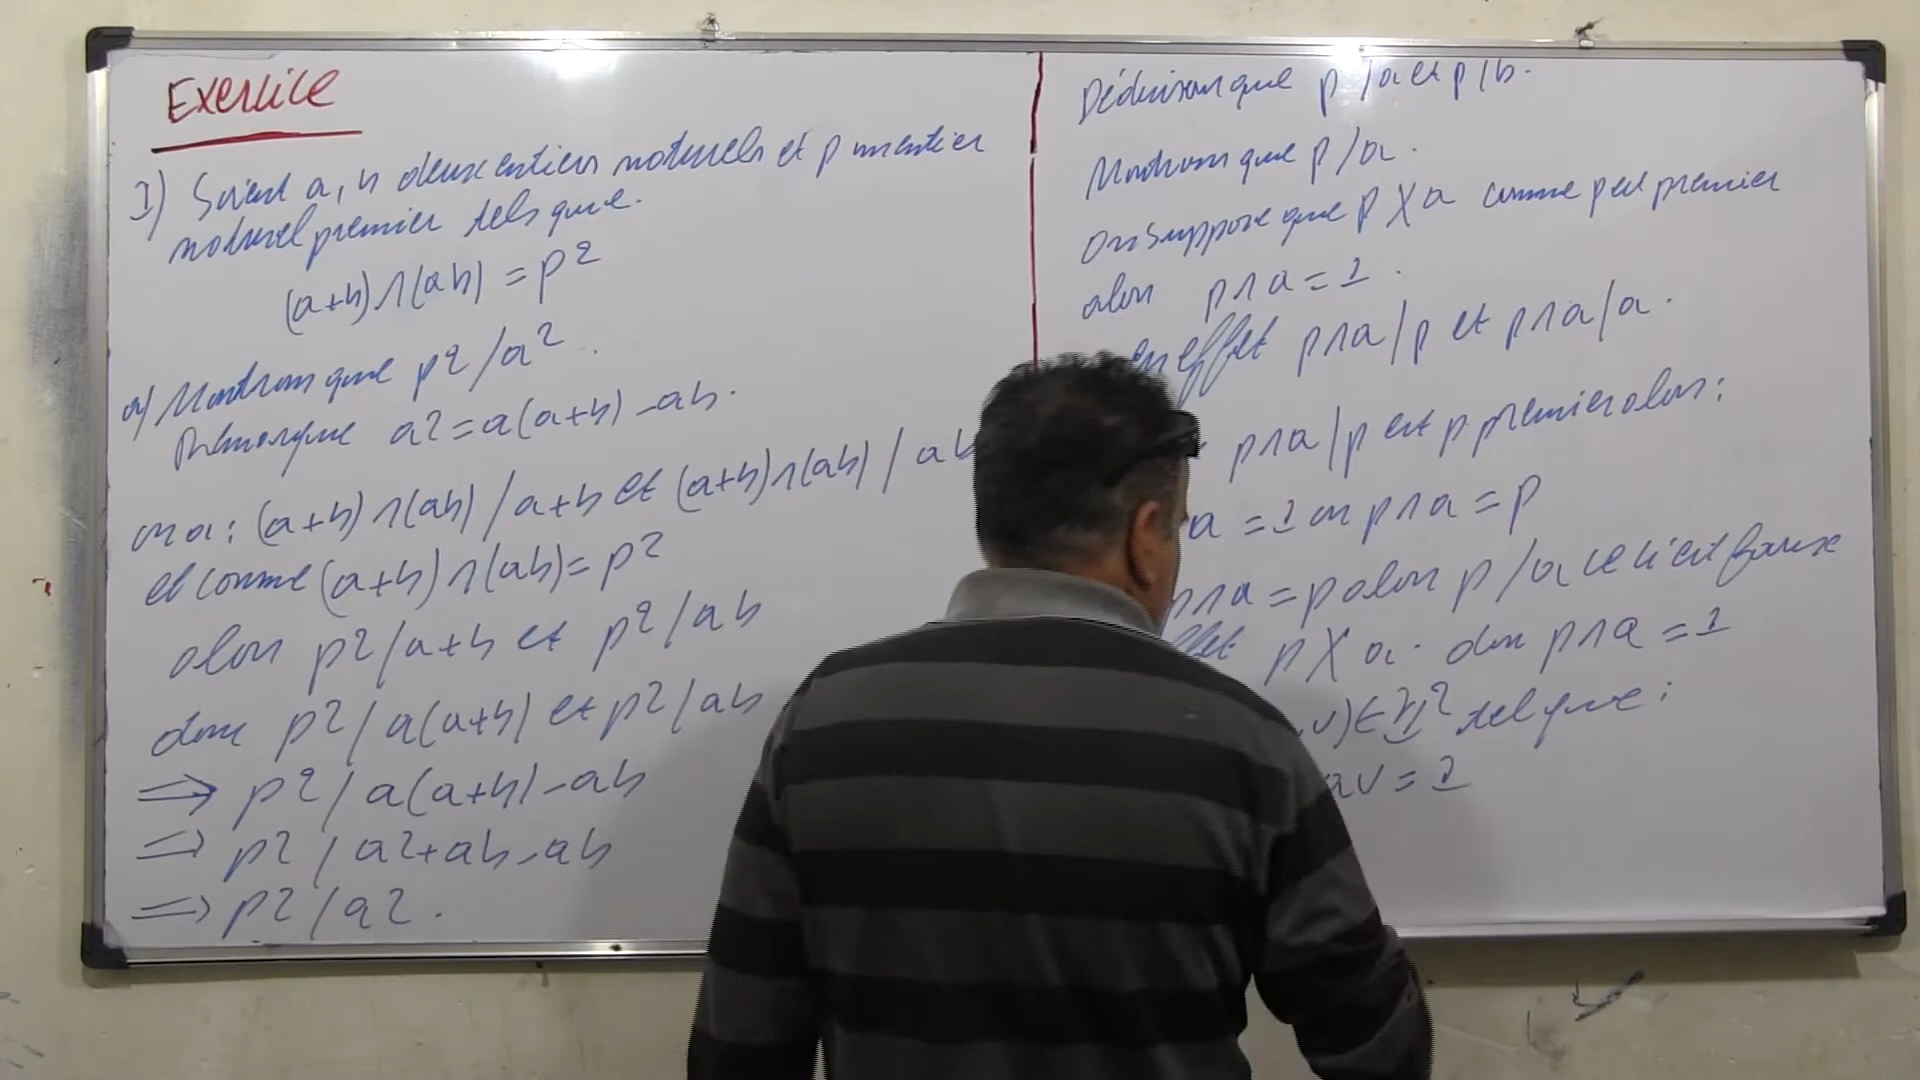 Exercice
I) Soient a, b deux entiers naturels et p un entier
naturel premier tels que.
(a+b)∧(ab) = p²
a) Montrons que p²/a².
Remarque a² = a(a+b) - ab.
on a : (a+b)∧(ab) / a+b et (a+b)∧(ab) / ab
et comme (a+b)∧(ab) = p²
alors p²/a+b et p²/ab
donc p²/a(a+b) et p²/ab
⇒ p²/a(a+b)-ab
⇒ p²/a²+ab-ab
⇒ p²/a².
Déduisons que p/a et p/b.
Montrons que p/a.
On suppose que p∤a comme p est premier
alors p∧a = 1.
en effet p∧a/p et p∧a/a.
p∧a/p et p premier alors :
a = 1 ou p∧a = p
p∧a = p alors p/a ceci est faux
p∤a. donc p∧a = 1
v)∈ℤ² tel que :
av = 1